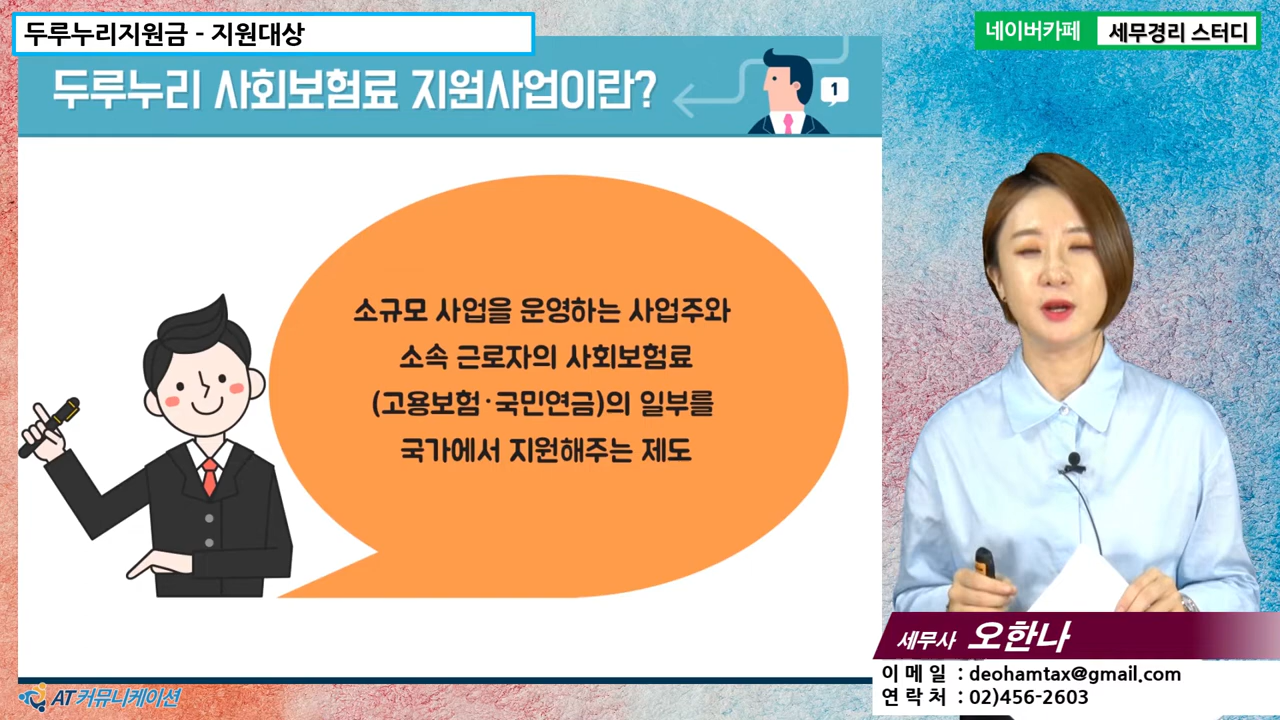 두루누리지원금 - 지원대상
네이버카페 세무경리 스터디
두루누리 사회보험료 지원사업이란?
1
소규모 사업을 운영하는 사업주와
소속 근로자의 사회보험료
(고용보험·국민연금)의 일부를
국가에서 지원해주는 제도
세무사 오한나
이 메 일 : deohamtax@gmail.com
연 락 처 : 02)456-2603
AT커뮤니케이션